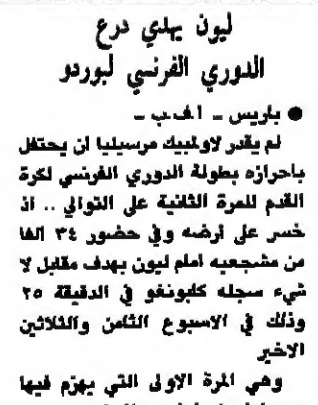 ليون يهدي درع
الدوري الفرنسي لبوردو
● باريس - ا ف ب -
لم يقدر لاولمبيك مرسيليا ان يحتفل
باحرازه بطولة الدوري الفرنسي لكرة
القدم للمرة الثانية على التوالي .. اذ
خسر على ارضه وفي حضور ٣٤ الفا
من مشجعيه امام ليون بهدف مقابل لا
شيء سجله كابونغو في الدقيقة ٢٥
وذلك في الاسبوع الثامن والثلاثين
الاخير
وهي المرة الاولى التي يهزم فيها